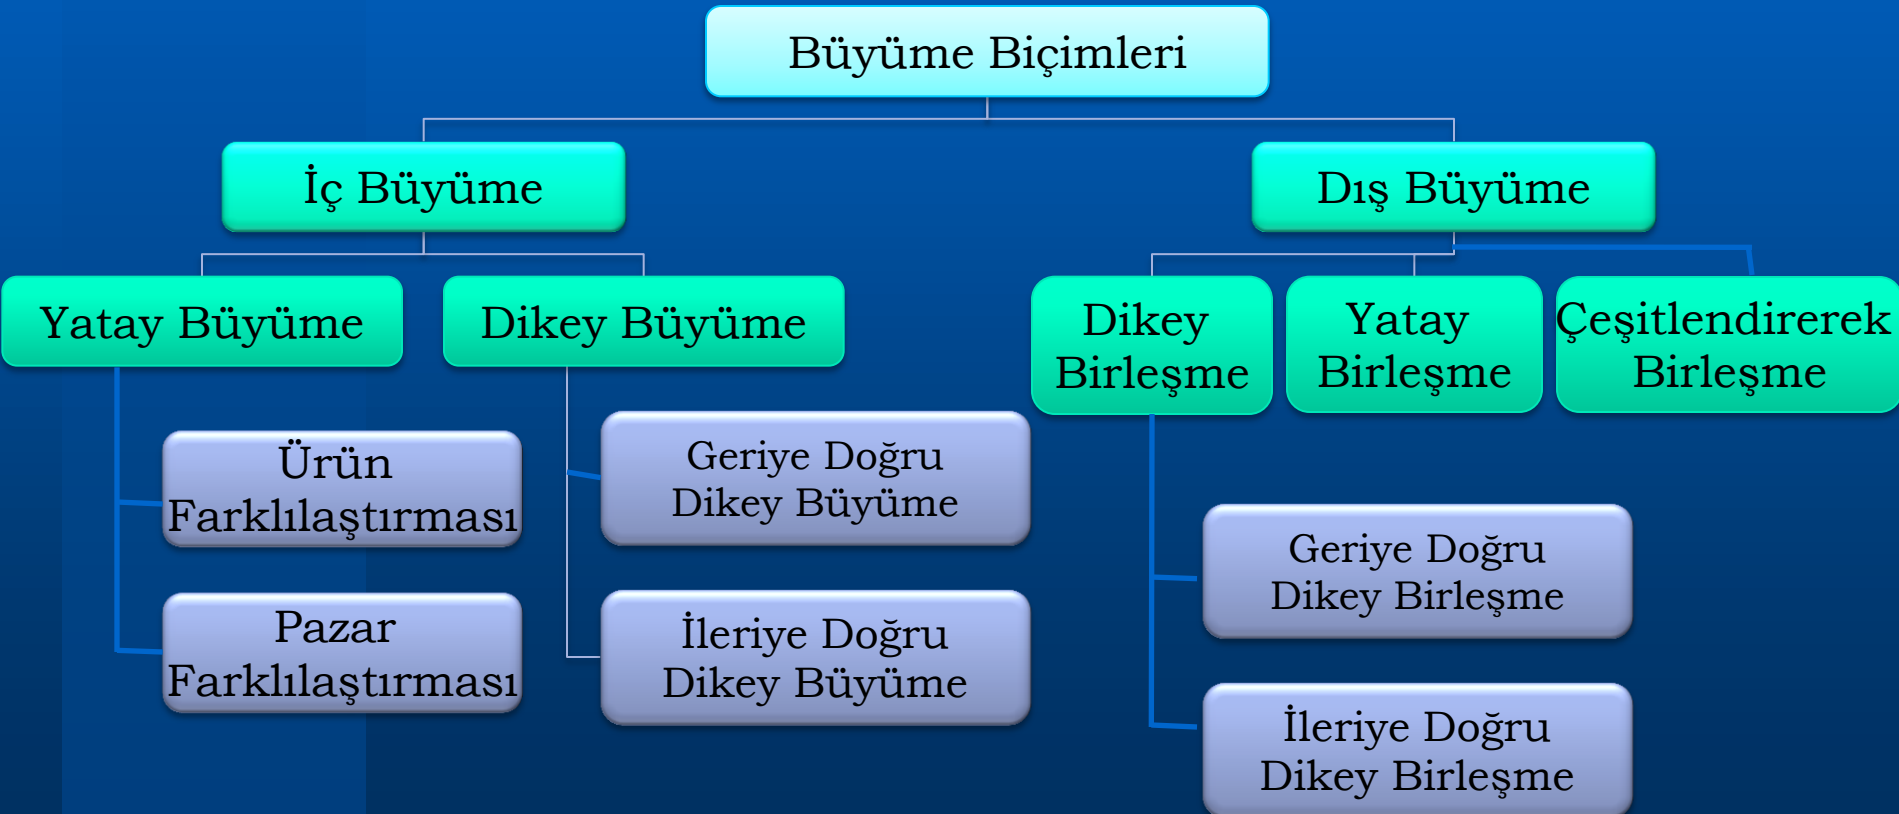 Büyüme Biçimleri
İç Büyüme
Dış Büyüme
Yatay Büyüme
Dikey Büyüme
Dikey
Birleşme
Yatay
Birleşme
Çeşitlendirerek
Birleşme
Ürün
Farklılaştırması
Pazar
Farklılaştırması
Geriye Doğru
Dikey Büyüme
İleriye Doğru
Dikey Büyüme
Geriye Doğru
Dikey Birleşme
İleriye Doğru
Dikey Birleşme